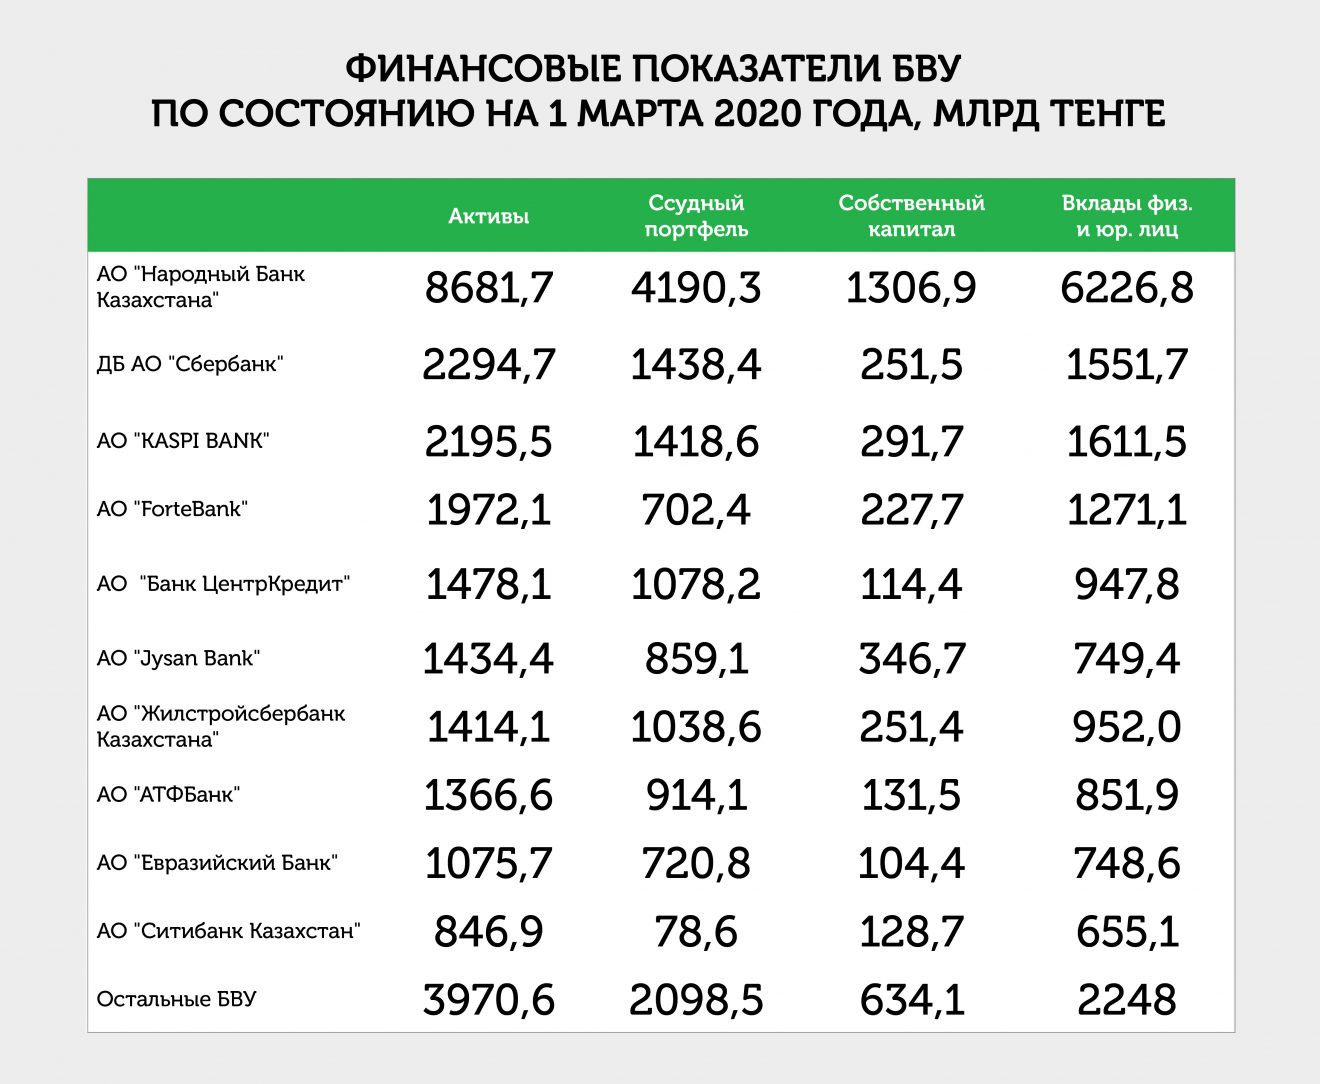 ФИНАНСОВЫЕ ПОКАЗАТЕЛИ БВУ
ПО СОСТОЯНИЮ НА 1 МАРТА 2020 ГОДА, МЛРД ТЕНГЕ
Активы Ссудный портфель Собственный капитал Вклады физ. и юр. лиц
АО "Народный Банк Казахстана" 8681,7 4190,3 1306,9 6226,8
ДБ АО "Сбербанк" 2294,7 1438,4 251,5 1551,7
АО "KASPI BANK" 2195,5 1418,6 291,7 1611,5
АО "ForteBank" 1972,1 702,4 227,7 1271,1
АО "Банк ЦентрКредит" 1478,1 1078,2 114,4 947,8
АО "Jysan Bank" 1434,4 859,1 346,7 749,4
АО "Жилстройсбербанк Казахстана" 1414,1 1038,6 251,4 952,0
АО "АТФБанк" 1366,6 914,1 131,5 851,9
АО "Евразийский Банк" 1075,7 720,8 104,4 748,6
АО "Ситибанк Казахстан" 846,9 78,6 128,7 655,1
Остальные БВУ 3970,6 2098,5 634,1 2248